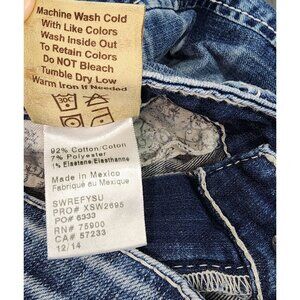 Machine Wash Cold
With Like Colors
Wash Inside Out
To Retain Colors
Do NOT Bleach
Tumble Dry Low
Warm Iron if Needed
30C
92% Cotton/Coton
7% Polyester
1% Elastane/Elasthanne
Made in Mexico
Fabriqué au Mexique
SWREFYSU
PRO# XSW2695
PO# 6333
RN# 75900
CA# 57233
12/14